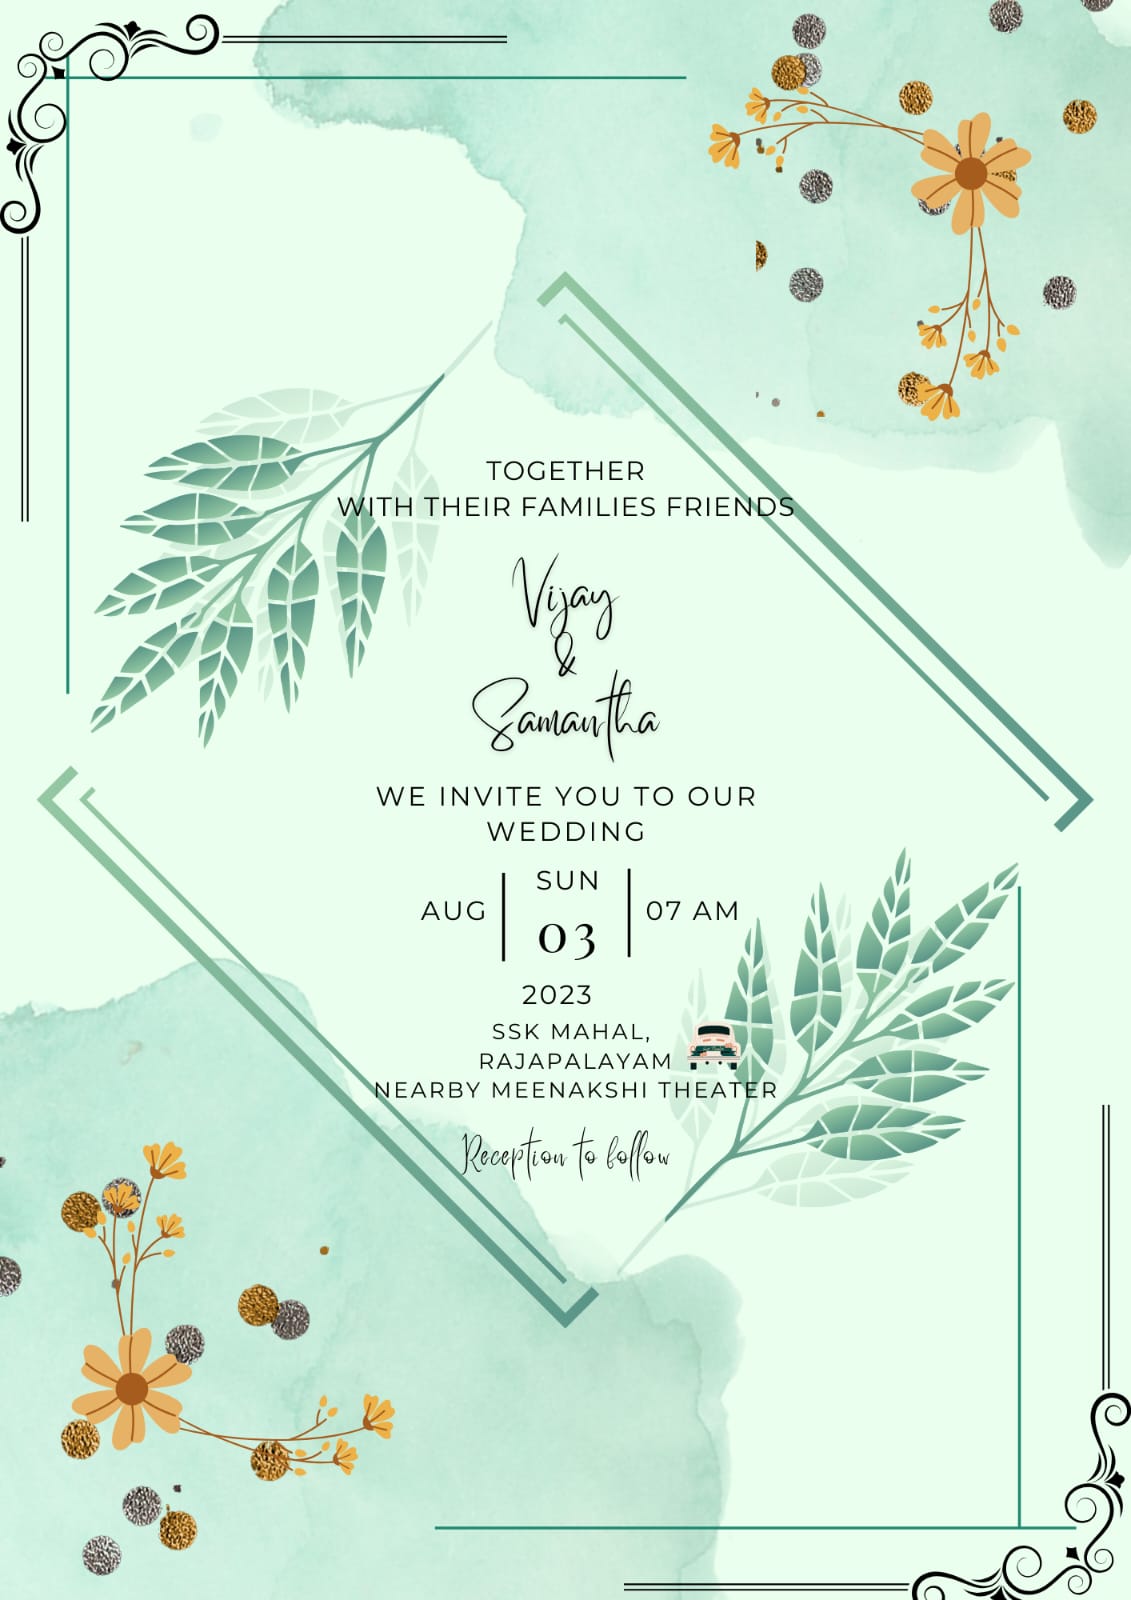 TOGETHER
WITH THEIR FAMILIES FRIENDS
Vijay
&
Samantha
WE INVITE YOU TO OUR
WEDDING
SUN
AUG
03
07 AM
2023
SSK MAHAL,
RAJAPALAYAM
NEARBY MEENAKSHI THEATER
Reception to follow